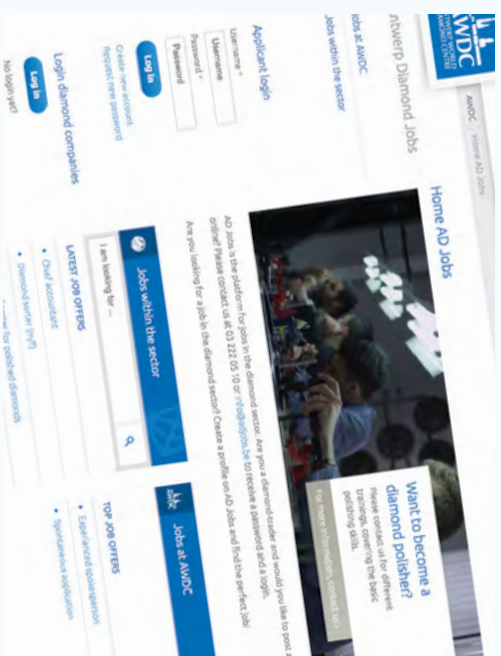 AWDC
ANTWERP WORLD
DIAMOND CENTRE
AWDC Home AD Jobs
ntwerp Diamond Jobs
Jobs at AWDC
Jobs within the sector
Applicant login
Username *
Username
Password *
Password
Log in
Create new account
Request new password
Login diamond companies
Log in
No login yet?
Home AD Jobs
Want to become a
diamond polisher?
Please contact us for different
trainings, covering the basic
polishing skills.
For more information, contact us>
AD Jobs is the platform for jobs in the diamond sector. Are you a diamond-trader and would you like to post a
online? Please contact us at 03 222 05 10 or info@adjobs.be to receive a password and a login.
Are you looking for a job in the diamond sector? Create a profile on AD Jobs and find the perfect job!
Jobs within the sector
I am looking for ...
LATEST JOB OFFERS
• Chief accountant
• Diamond sorter (m/f)
for polished diamonds
Jobs at AWDC
TOP JOB OFFERS
• Experienced spokesperson
• Spontaneous application